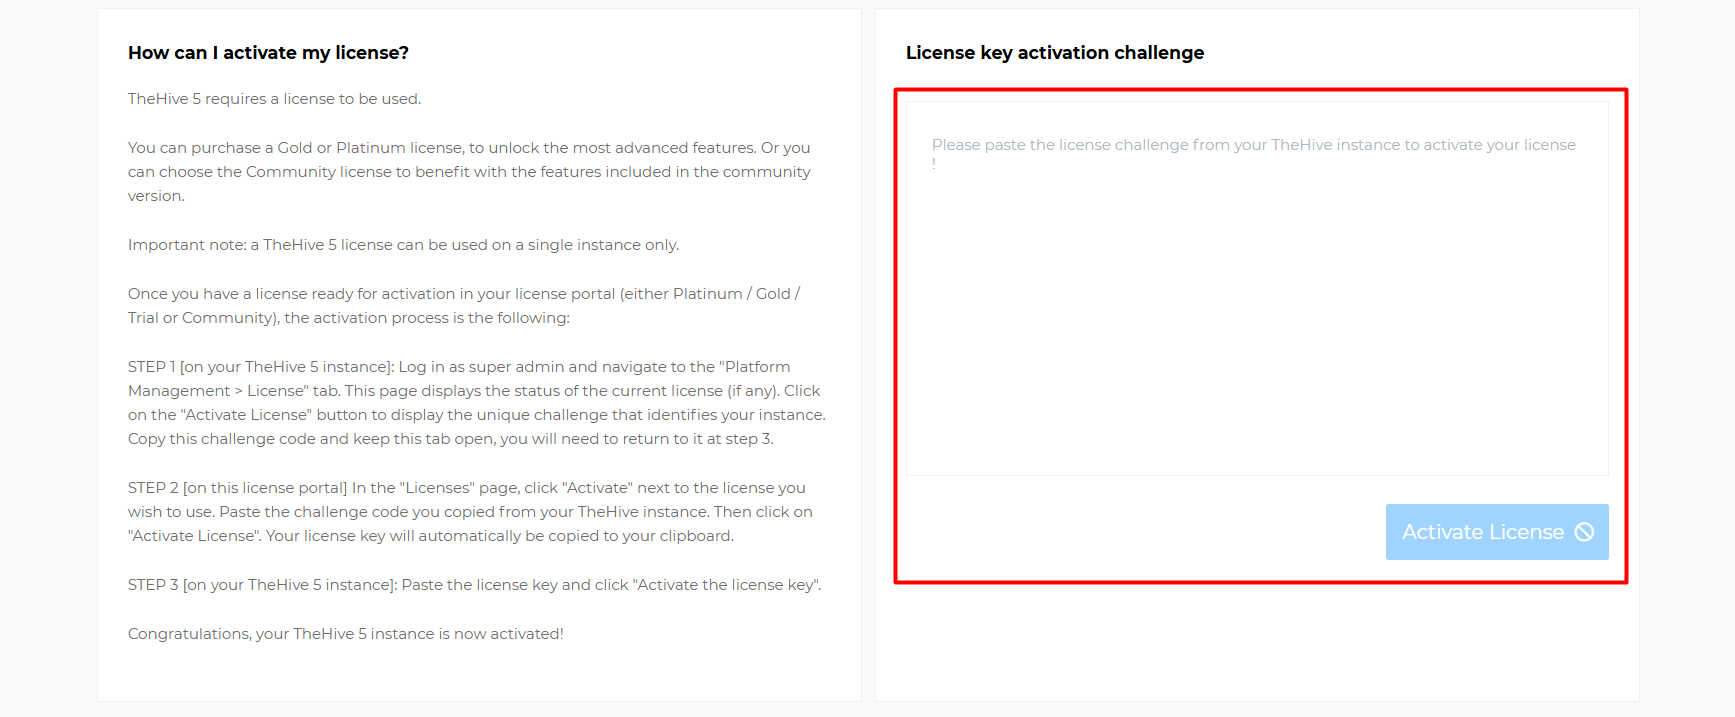 How can I activate my license?
TheHive 5 requires a license to be used.
You can purchase a Gold or Platinum license, to unlock the most advanced features. Or you
can choose the Community license to benefit with the features included in the community
version.
Important note: a TheHive 5 license can be used on a single instance only.
Once you have a license ready for activation in your license portal (either Platinum / Gold /
Trial or Community), the activation process is the following:
STEP 1 [on your TheHive 5 instance]: Log in as super admin and navigate to the "Platform
Management > License" tab. This page displays the status of the current license (if any). Click
on the "Activate License" button to display the unique challenge that identifies your instance.
Copy this challenge code and keep this tab open, you will need to return to it at step 3.
STEP 2 [on this license portal] In the "Licenses" page, click "Activate" next to the license you
wish to use. Paste the challenge code you copied from your TheHive instance. Then click on
"Activate License". Your license key will automatically be copied to your clipboard.
STEP 3 [on your TheHive 5 instance]: Paste the license key and click "Activate the license key".
Congratulations, your TheHive 5 instance is now activated!
License key activation challenge
Please paste the license challenge from your TheHive instance to activate your license
!
Activate License